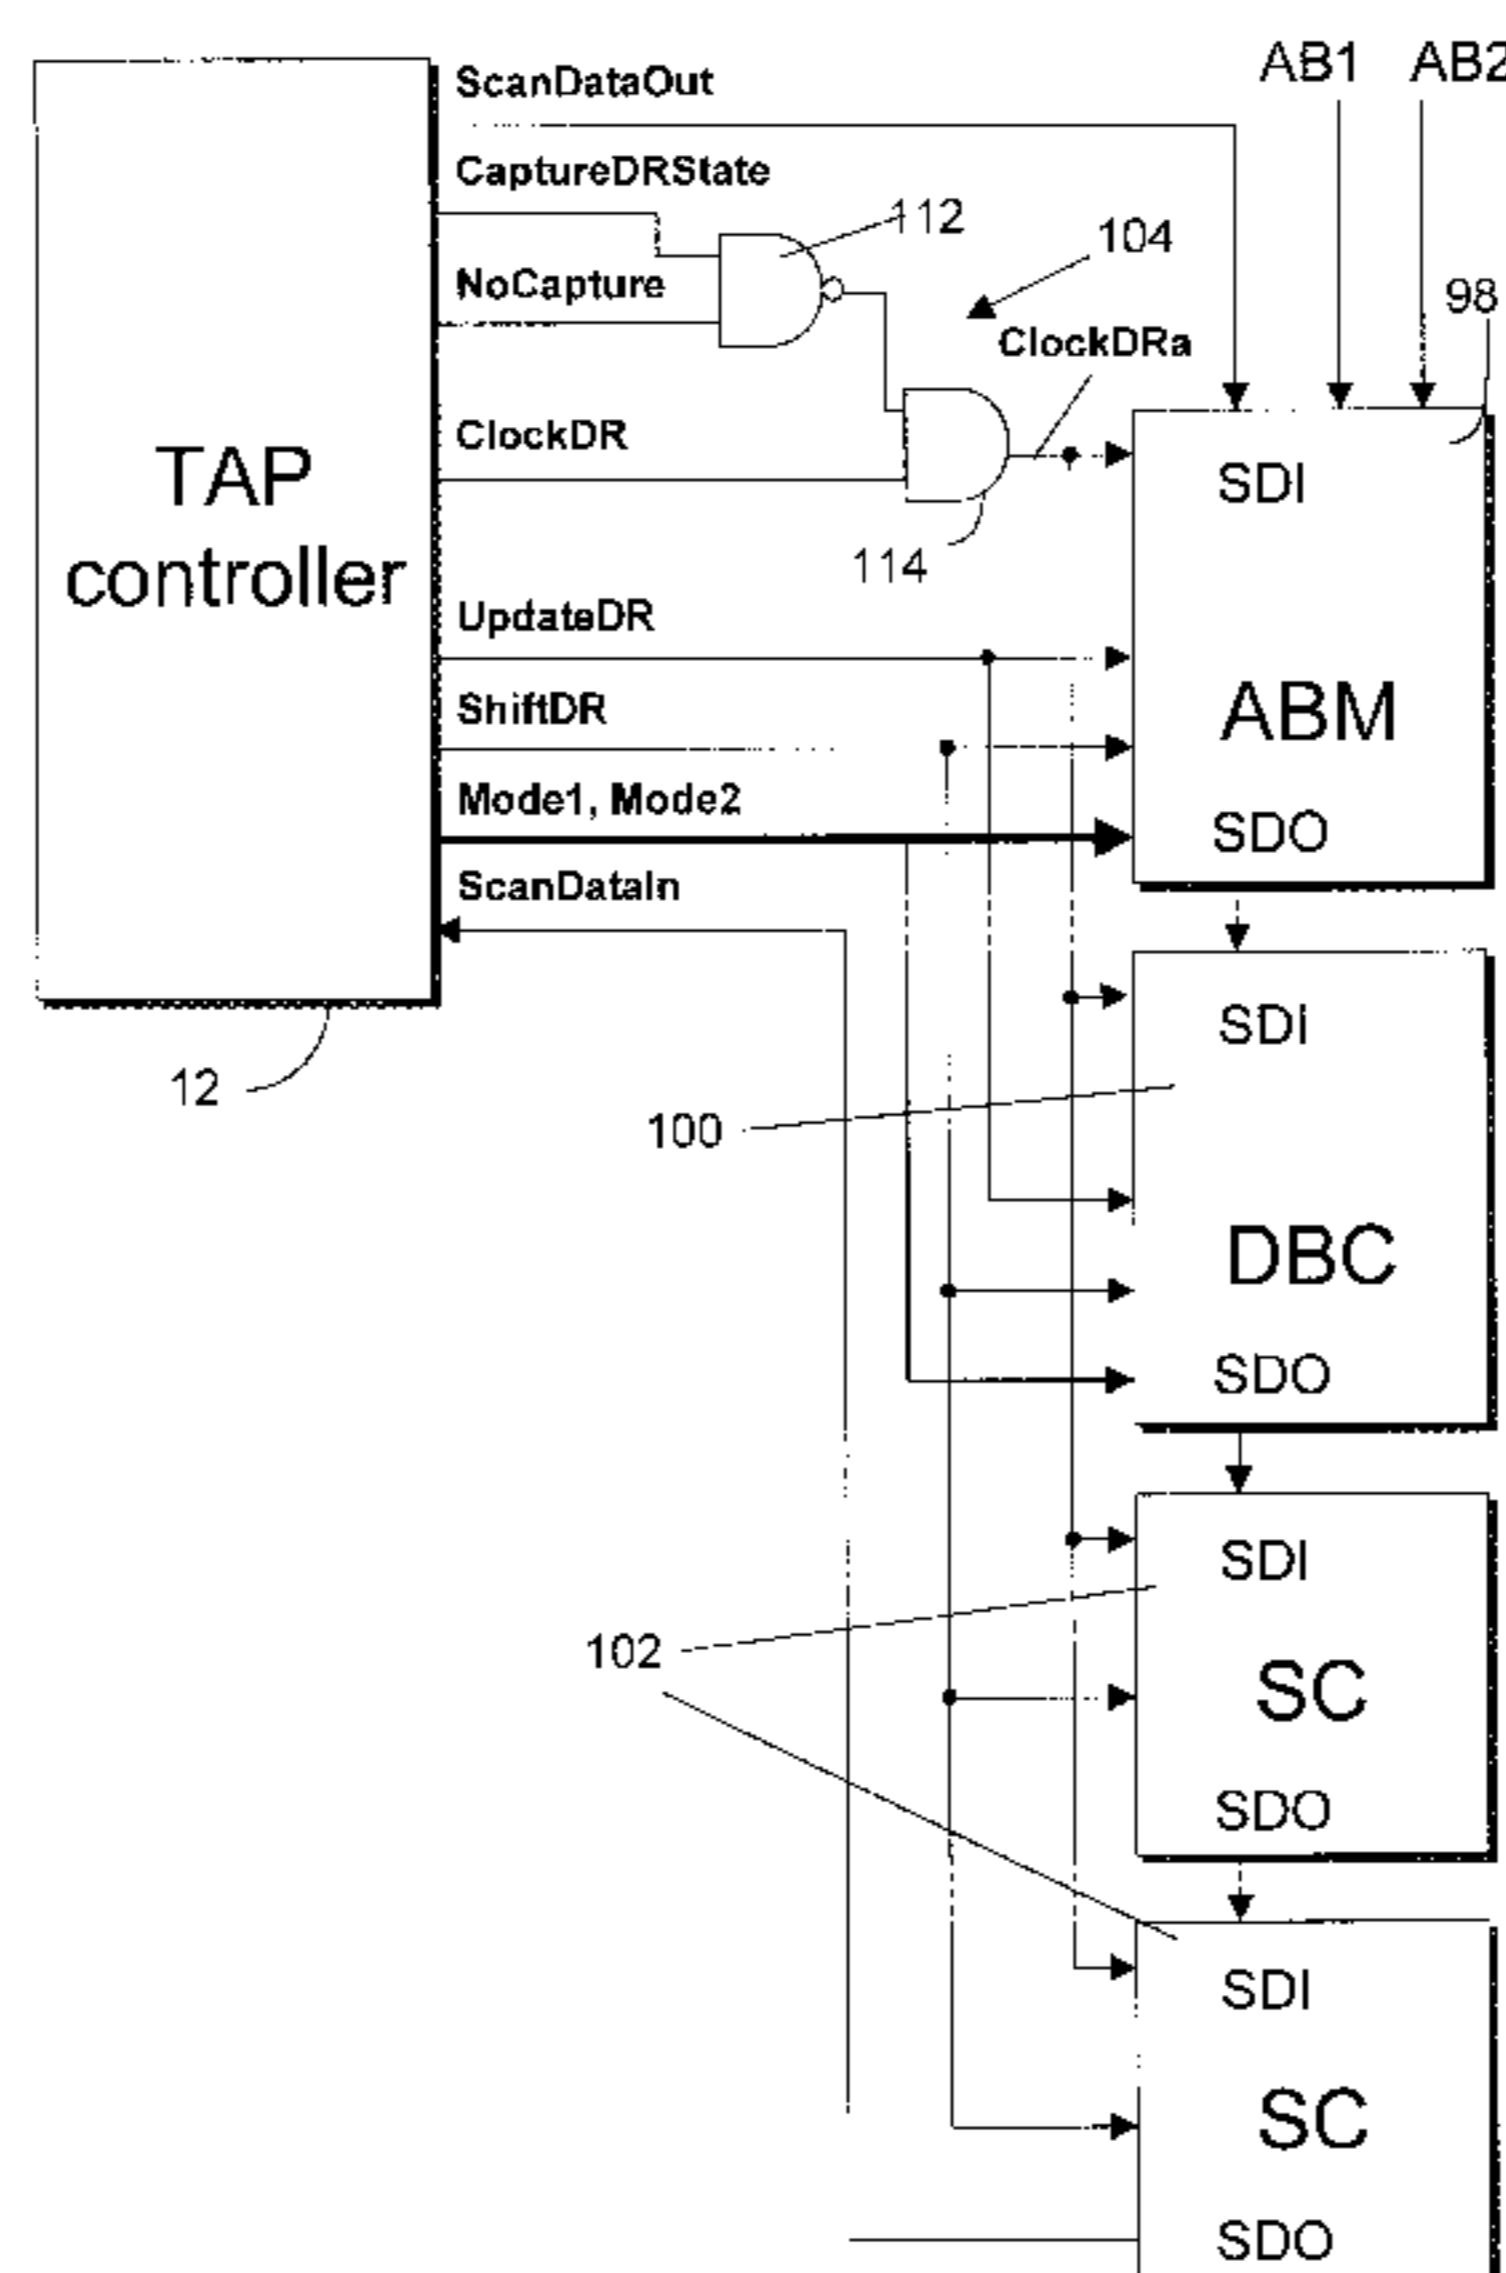 ScanDataOut
AB1
AB2
CaptureDRState
112
104
NoCapture
98
ClockDRa
ClockDR
TAP
controller
SDI
114
UpdateDR
ShiftDR
ABM
Mode1, Mode2
SDO
ScanDataIn
12
SDI
100
DBC
SDO
SDI
102
SC
SDO
SDI
SC
SDO